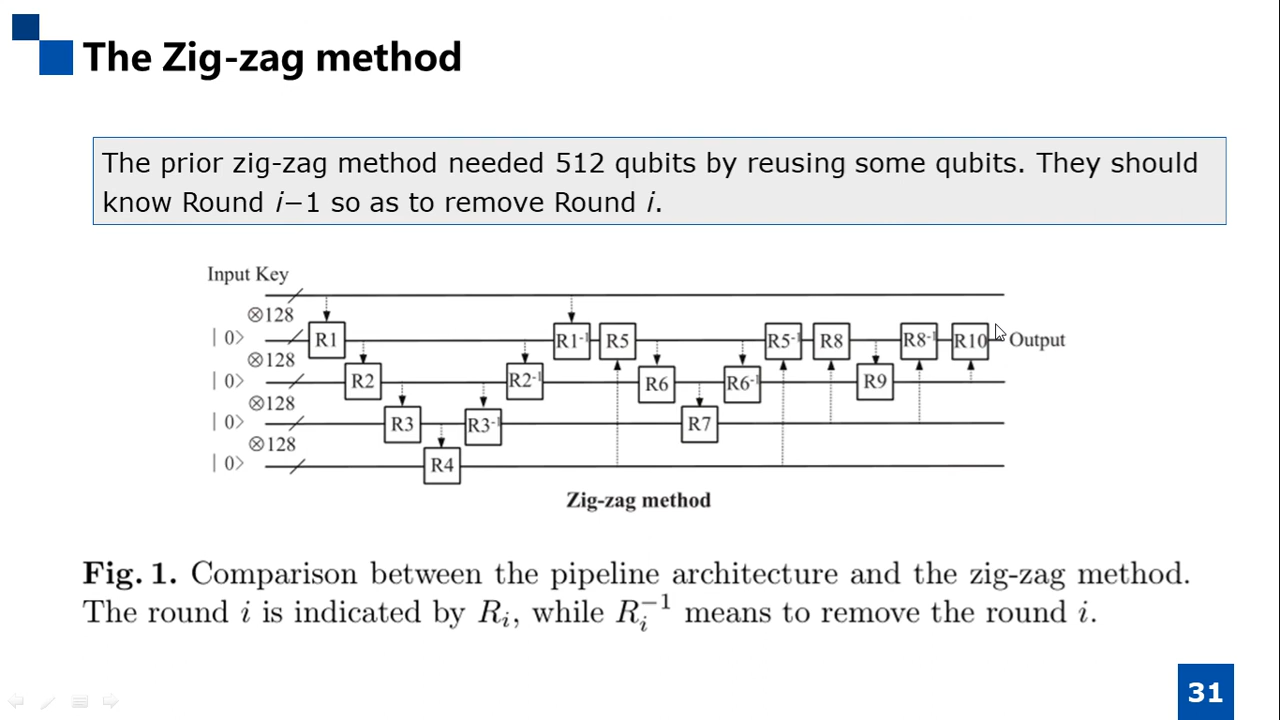 The Zig-zag method
The prior zig-zag method needed 512 qubits by reusing some qubits. They should
know Round i−1 so as to remove Round i.
Input Key
⊗128
| 0⟩ R1 R1⁻¹ R5 R5⁻¹ R8 R8⁻¹ R10 Output
⊗128
| 0⟩ R2 R2⁻¹ R6 R6⁻¹ R9
⊗128
| 0⟩ R3 R3⁻¹ R7
⊗128
| 0⟩ R4
Zig-zag method
Fig. 1. Comparison between the pipeline architecture and the zig-zag method.
The round i is indicated by Rᵢ, while Rᵢ⁻¹ means to remove the round i.
31